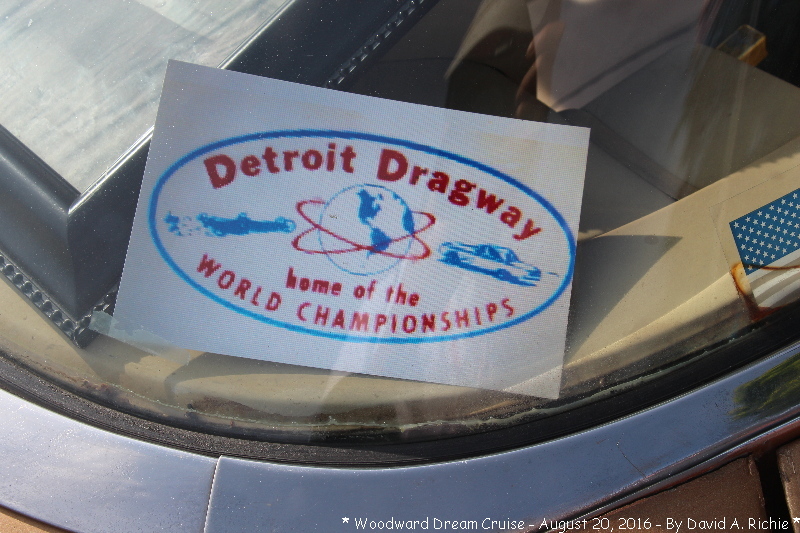 Detroit Dragway
home of the
WORLD CHAMPIONSHIPS
* Woodward Dream Cruise - August 20, 2016 - By David A. Richie *